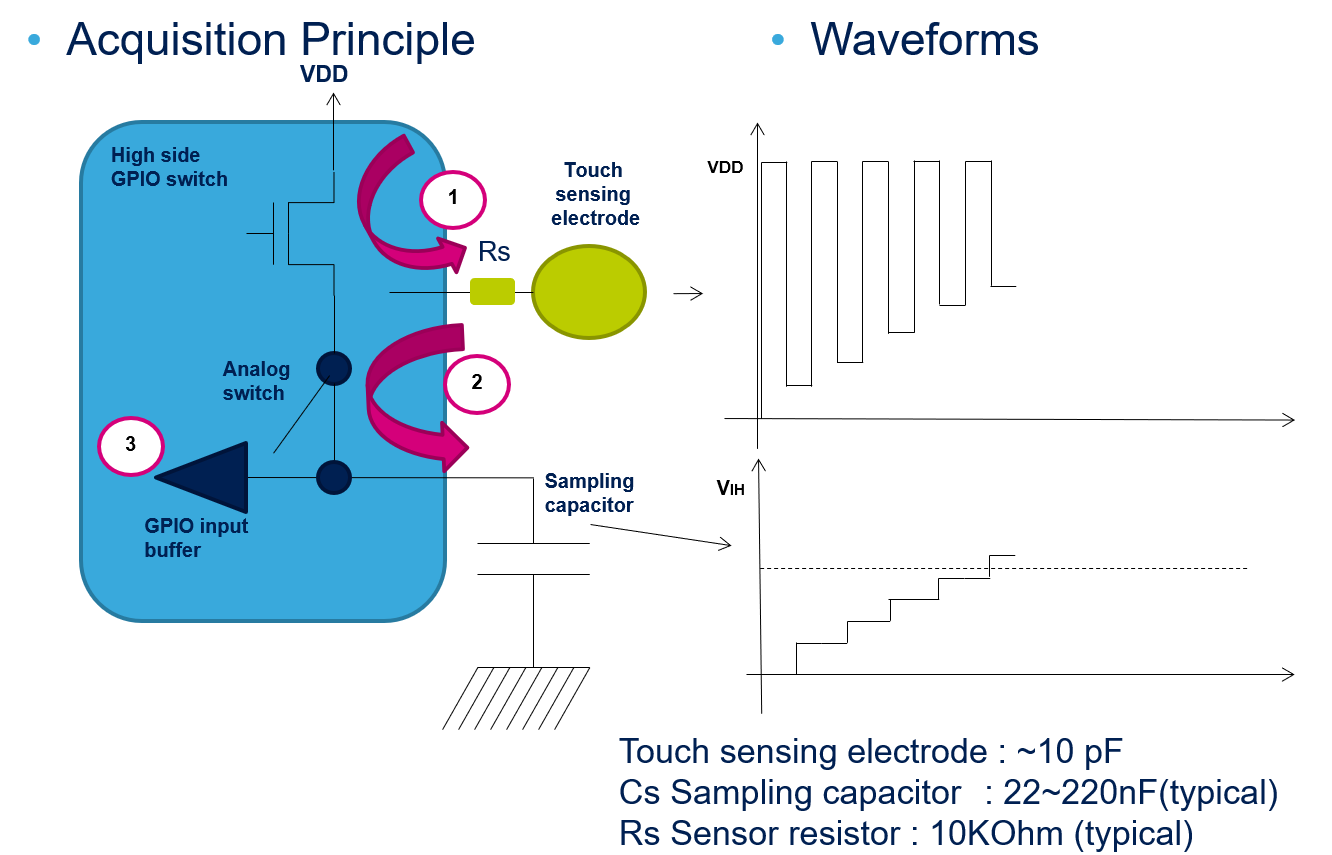 • Acquisition Principle
• Waveforms
VDD
High side
GPIO switch
1
Touch
sensing
electrode
Rs
Analog
switch
2
3
GPIO input
buffer
Sampling
capacitor
VDD
VIH
Touch sensing electrode : ~10 pF
Cs Sampling capacitor : 22~220nF(typical)
Rs Sensor resistor : 10KOhm (typical)